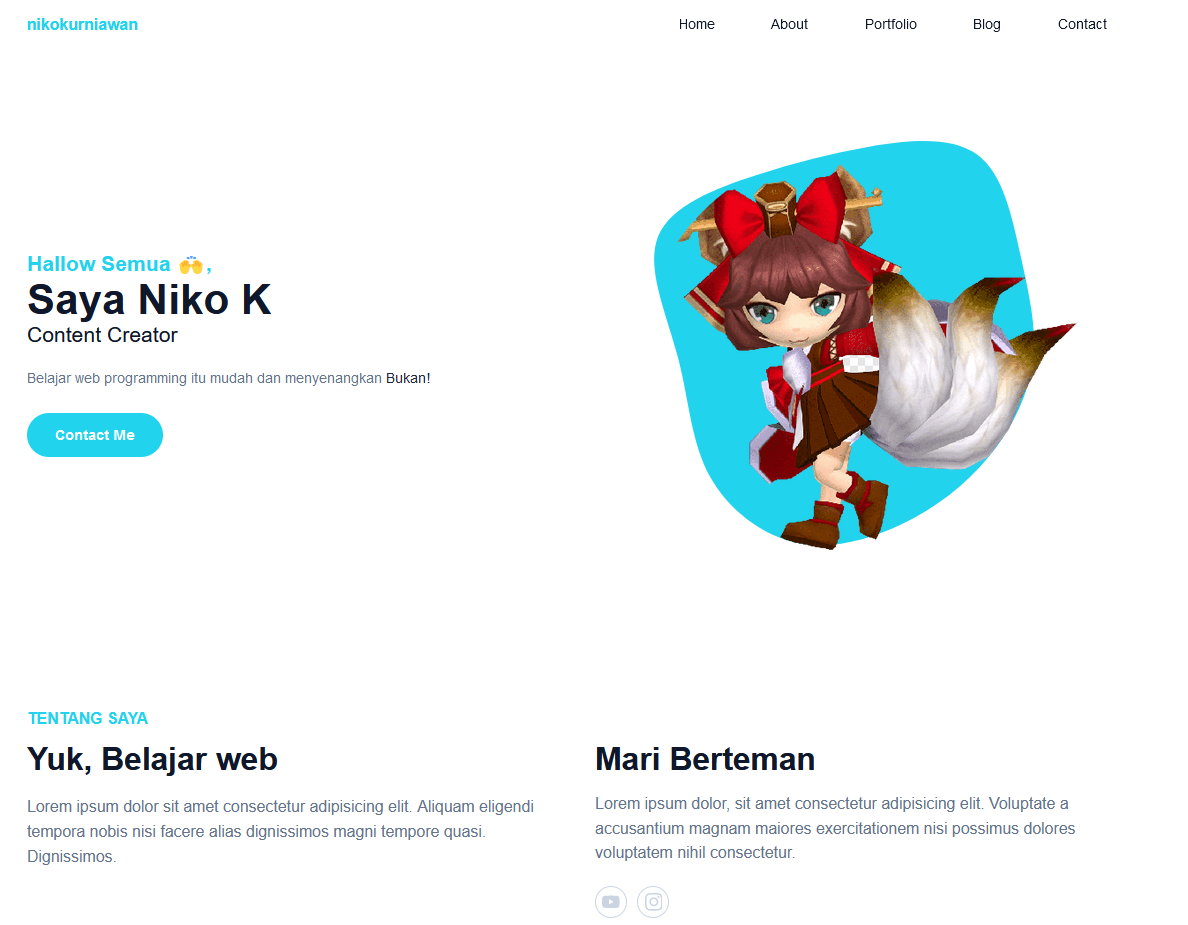 nikokurniawan
Home About Portfolio Blog Contact
Hallow Semua 🙌,
Saya Niko K
Content Creator
Belajar web programming itu mudah dan menyenangkan Bukan!
Contact Me
TENTANG SAYA
Yuk, Belajar web
Lorem ipsum dolor sit amet consectetur adipisicing elit. Aliquam eligendi
tempora nobis nisi facere alias dignissimos magni tempore quasi.
Dignissimos.
Mari Berteman
Lorem ipsum dolor, sit amet consectetur adipisicing elit. Voluptate a
accusantium magnam maiores exercitationem nisi possimus dolores
voluptatem nihil consectetur.